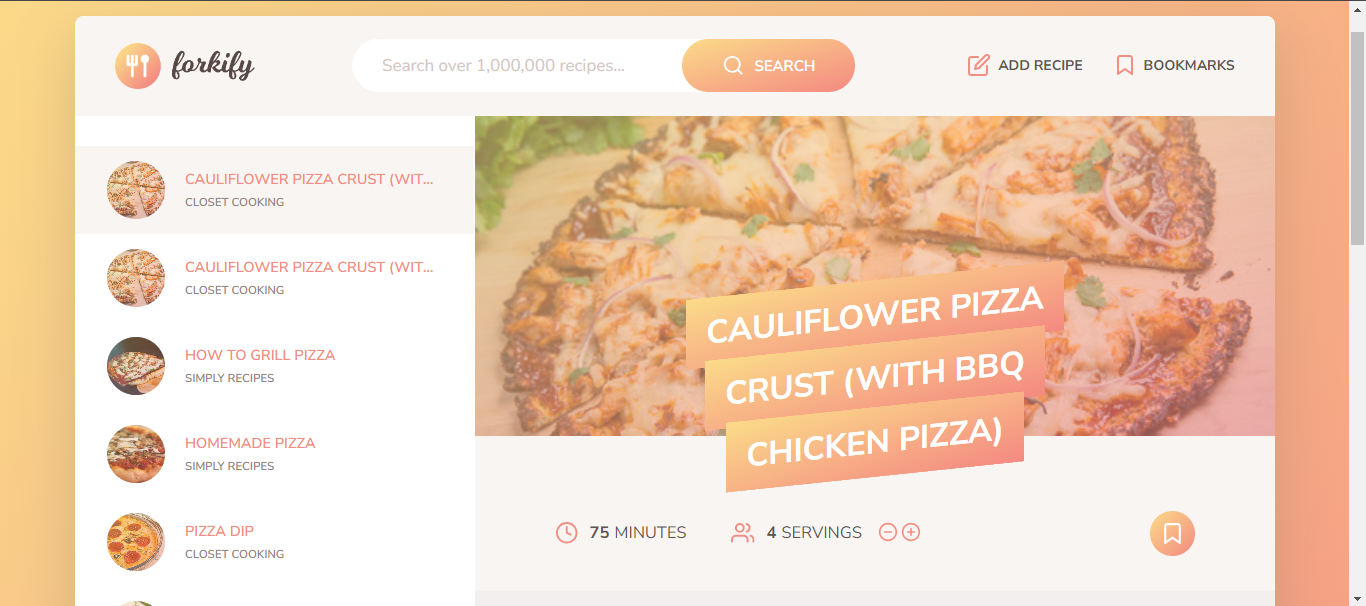 forkify
Search over 1,000,000 recipes...
SEARCH
ADD RECIPE
BOOKMARKS
CAULIFLOWER PIZZA CRUST (WIT...
CLOSET COOKING
CAULIFLOWER PIZZA CRUST (WIT...
CLOSET COOKING
HOW TO GRILL PIZZA
SIMPLY RECIPES
HOMEMADE PIZZA
SIMPLY RECIPES
PIZZA DIP
CLOSET COOKING
CAULIFLOWER PIZZA
CRUST (WITH BBQ
CHICKEN PIZZA)
75 MINUTES
4 SERVINGS